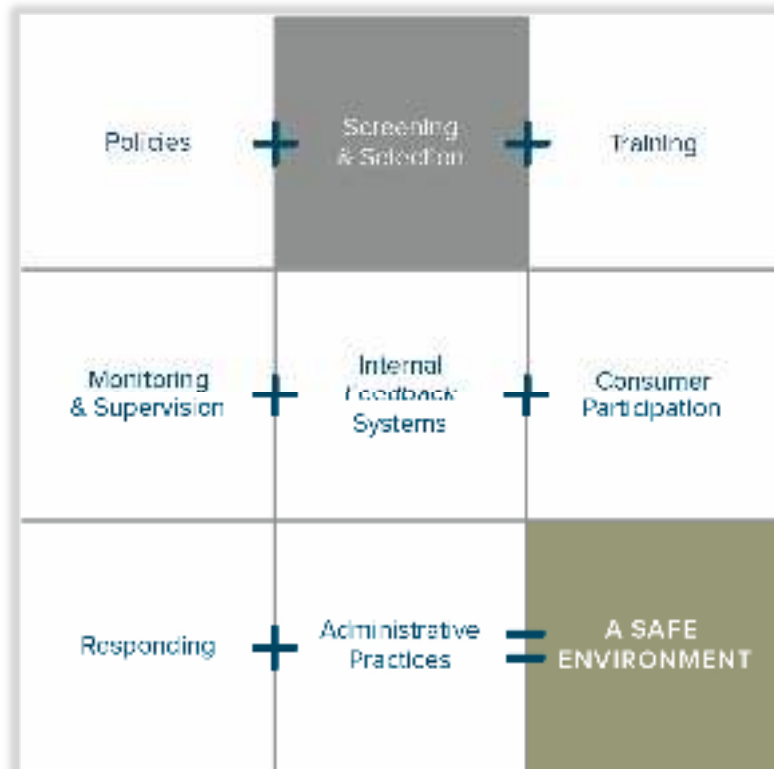 Policies
+
Screening
& Selection
+
Training
Monitoring
& Supervision
+
Internal
Feedback
Systems
+
Consumer
Participation
Responding
+
Administrative
Practices
=
A SAFE
ENVIRONMENT